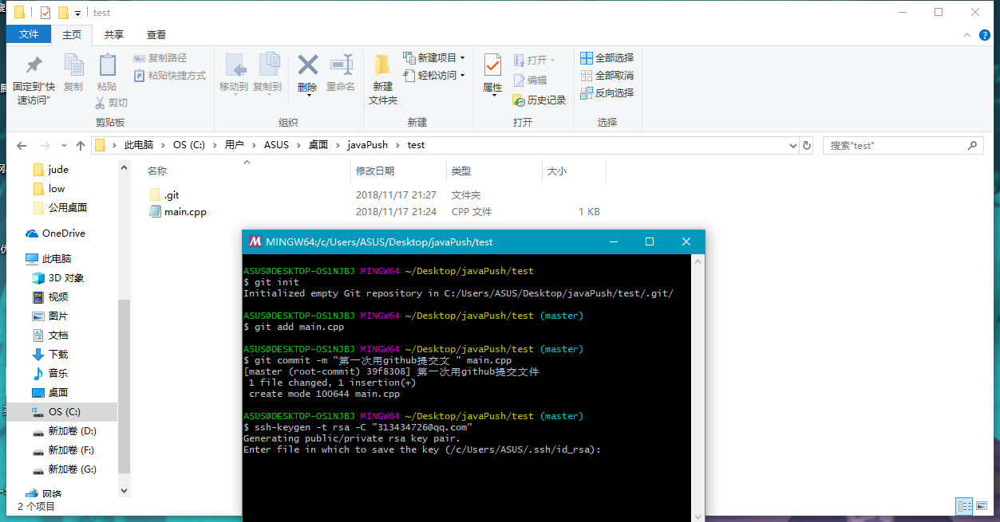 test
文件 主页 共享 查看
固定到"快速访问"
复制
粘贴
复制路径
粘贴快捷方式
剪切
剪贴板
移动到
复制到
删除
重命名
组织
新建文件夹
新建项目
轻松访问
新建
属性
打开
编辑
历史记录
打开
全部选择
全部取消
反向选择
选择
此电脑 › OS (C:) › 用户 › ASUS › 桌面 › javaPush › test
搜索"test"
jude
low
公用桌面
OneDrive
此电脑
3D 对象
视频
图片
文档
下载
音乐
桌面
OS (C:)
新加卷 (D:)
新加卷 (F:)
新加卷 (G:)
网络
2 个项目
名称 修改日期 类型 大小
.git 2018/11/17 21:27 文件夹
main.cpp 2018/11/17 21:24 CPP 文件 1 KB
MINGW64:/c/Users/ASUS/Desktop/javaPush/test
ASUS@DESKTOP-OS1NJBJ MINGW64 ~/Desktop/javaPush/test
$ git init
Initialized empty Git repository in C:/Users/ASUS/Desktop/javaPush/test/.git/
ASUS@DESKTOP-OS1NJBJ MINGW64 ~/Desktop/javaPush/test (master)
$ git add main.cpp
ASUS@DESKTOP-OS1NJBJ MINGW64 ~/Desktop/javaPush/test (master)
$ git commit -m "第一次用github提交文 " main.cpp
[master (root-commit) 39f8308] 第一次用github提交文件
1 file changed, 1 insertion(+)
create mode 100644 main.cpp
ASUS@DESKTOP-OS1NJBJ MINGW64 ~/Desktop/javaPush/test (master)
$ ssh-keygen -t rsa -C "313434726@qq.com"
Generating public/private rsa key pair.
Enter file in which to save the key (/c/Users/ASUS/.ssh/id_rsa):